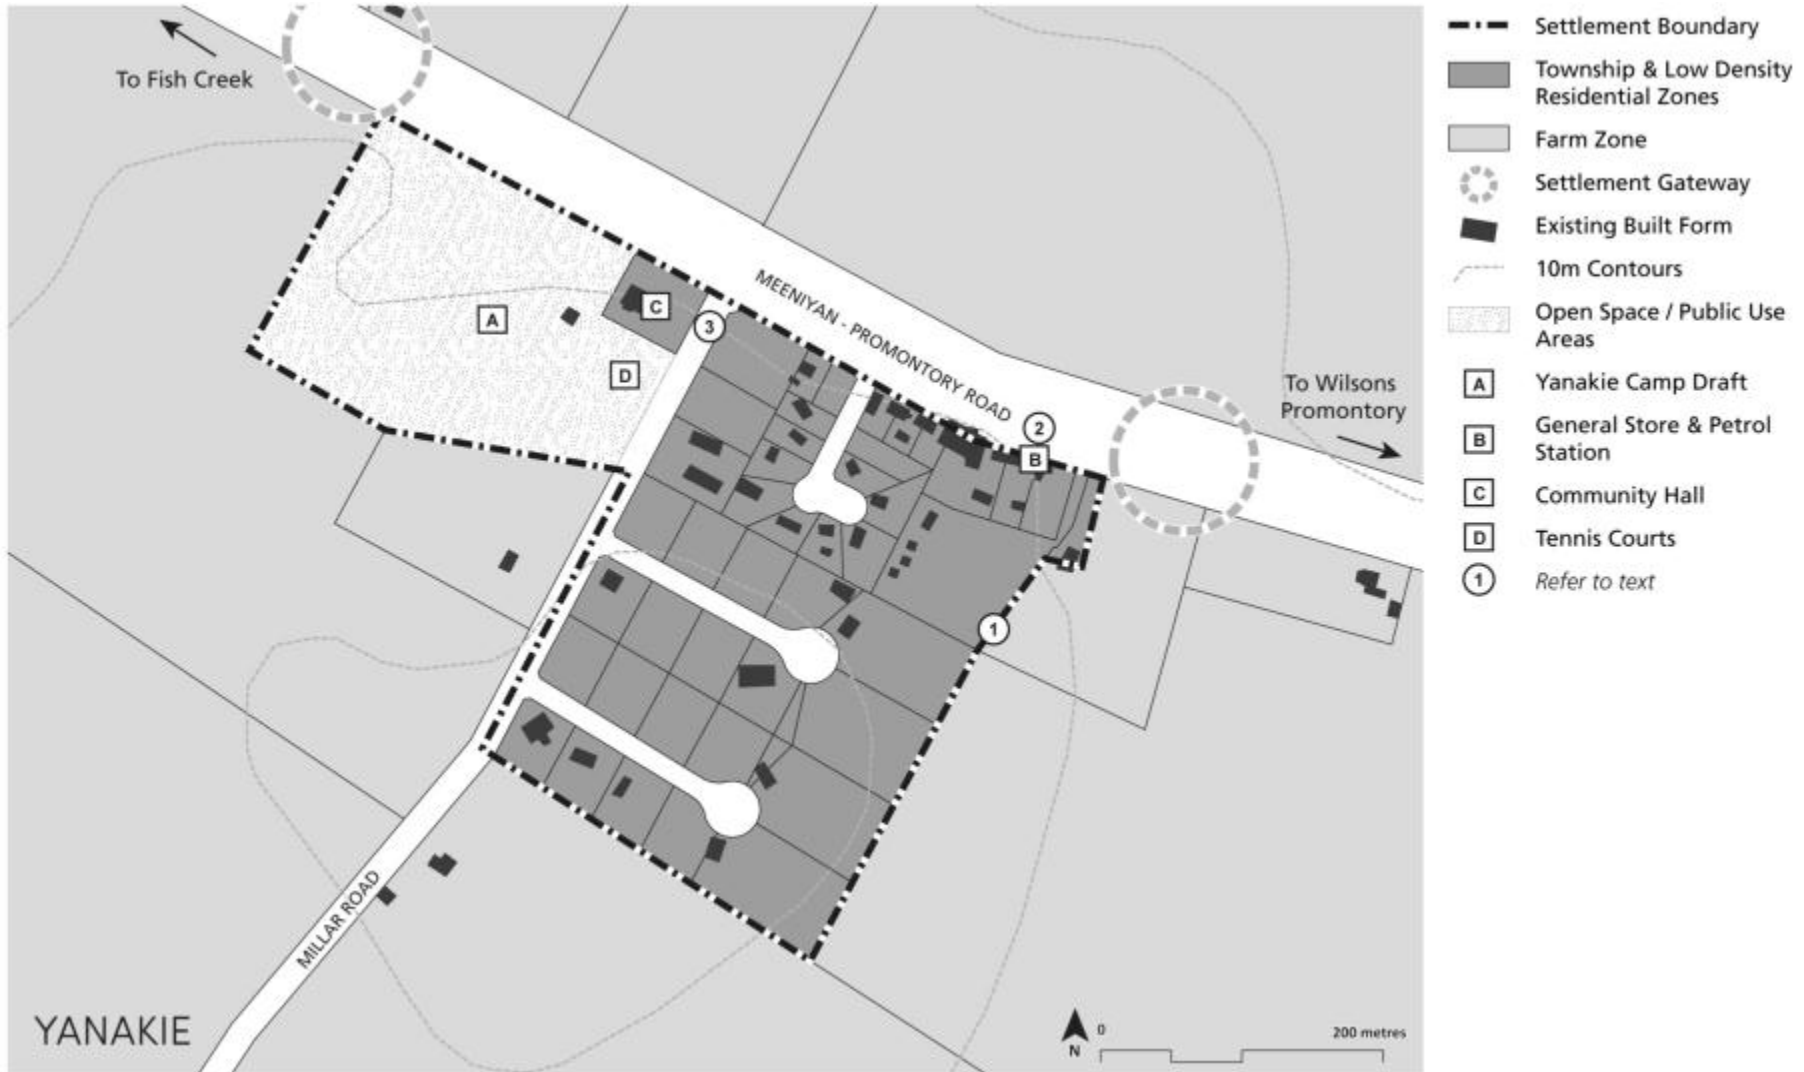 To Fish Creek
A
C
3
D
MEENIYAN - PROMONTORY ROAD
2
B
To Wilsons
Promontory
1
MILLAR ROAD
YANAKIE
N
0
200 metres
Settlement Boundary
Township & Low Density
Residential Zones
Farm Zone
Settlement Gateway
Existing Built Form
10m Contours
Open Space / Public Use
Areas
A
Yanakie Camp Draft
B
General Store & Petrol
Station
C
Community Hall
D
Tennis Courts
1
Refer to text